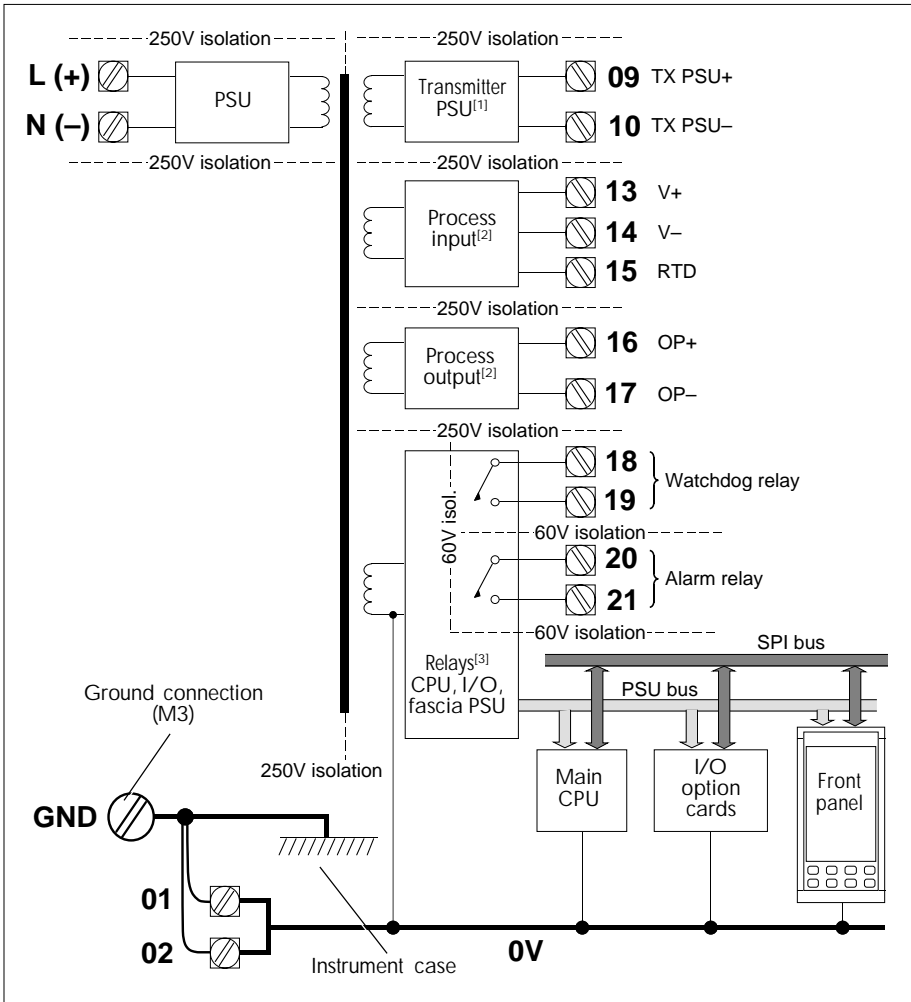 250V isolation
250V isolation
L (+)
PSU
N (–)
Transmitter
PSU[1]
09 TX PSU+
10 TX PSU–
250V isolation
250V isolation
Process
input[2]
13 V+
14 V–
15 RTD
250V isolation
Process
output[2]
16 OP+
17 OP–
250V isolation
60V isol.
18
19
Watchdog relay
60V isolation
20
21
Alarm relay
60V isolation
SPI bus
Relays[3]
CPU, I/O,
fascia PSU
PSU bus
Ground connection
(M3)
250V isolation
Main
CPU
I/O
option
cards
Front
panel
GND
01
02
Instrument case
0V